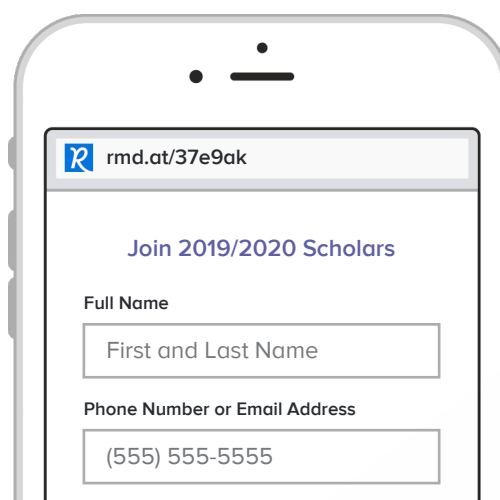 rmd.at/37e9ak
Join 2019/2020 Scholars
Full Name
First and Last Name
Phone Number or Email Address
(555) 555-5555